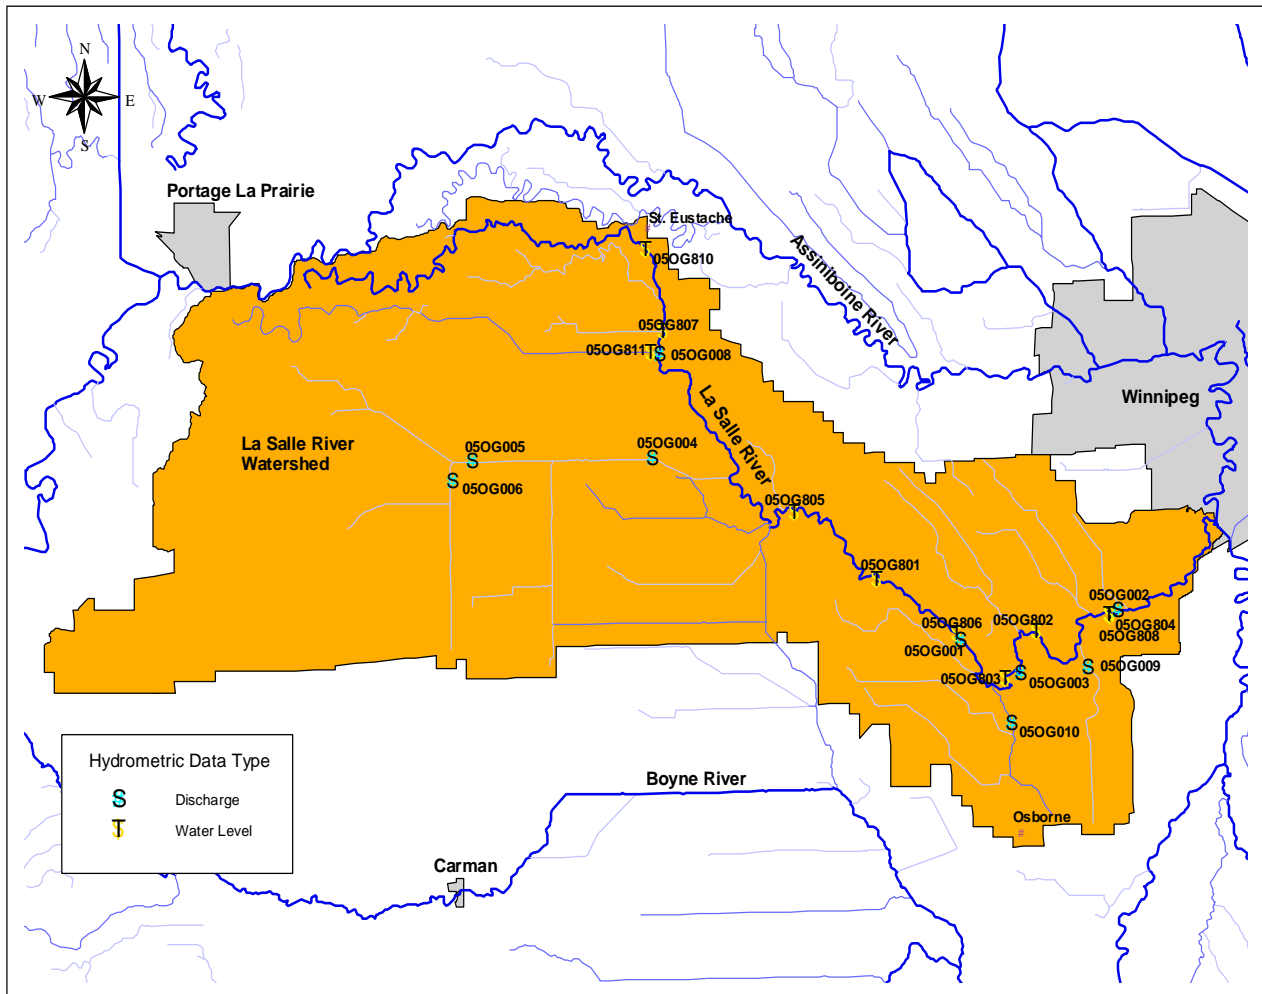 N
W
E
S
Portage La Prairie
St. Eustache
#
05OG810
Assiniboine River
05OG807
05OG811
T
T
S
05OG008
La Salle River
Winnipeg
La Salle River
Watershed
05OG005
S
05OG004
S
S
05OG006
05OG805
T
05OG801
T
05OG002
S
T
05OG804
05OG808
05OG806
T
S
05OG001
05OG802
T
05OG803
T
S
05OG003
S
05OG009
S
05OG010
Hydrometric Data Type
S
Discharge
T
Water Level
Boyne River
Osborne
#
Carman